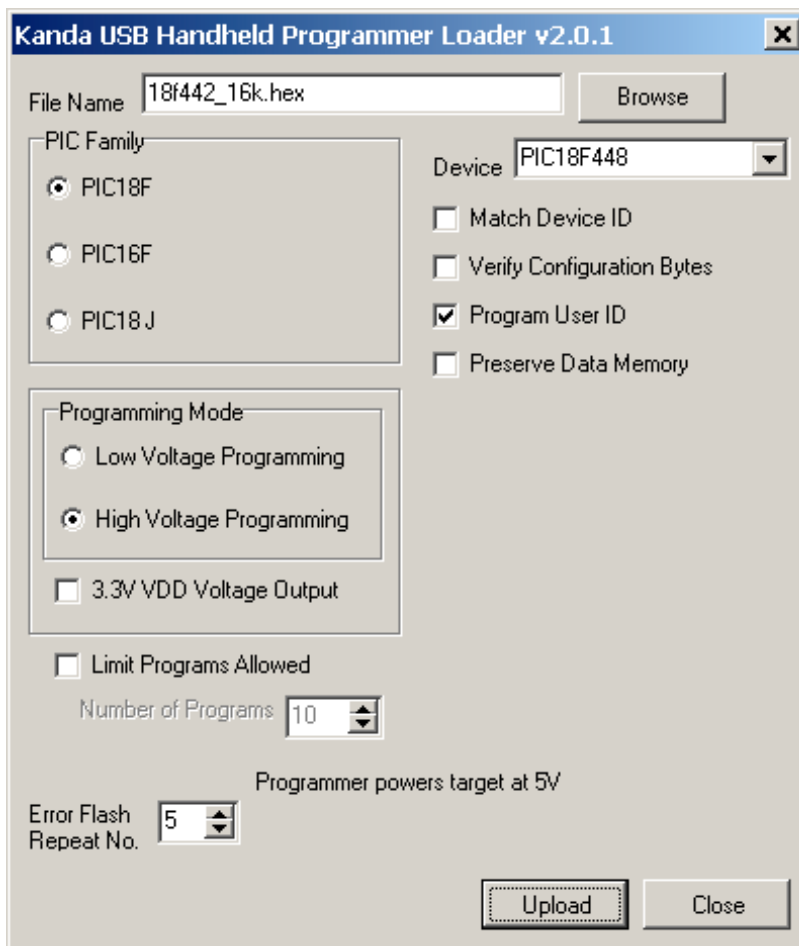 Kanda USB Handheld Programmer Loader v2.0.1
File Name
18f442_16k.hex
Browse
PIC Family
PIC18F
PIC16F
PIC18 J
Device
PIC18F448
Match Device ID
Verify Configuration Bytes
Program User ID
Preserve Data Memory
Programming Mode
Low Voltage Programming
High Voltage Programming
3.3V VDD Voltage Output
Limit Programs Allowed
Number of Programs
10
Programmer powers target at 5V
Error Flash
Repeat No.
5
Upload
Close